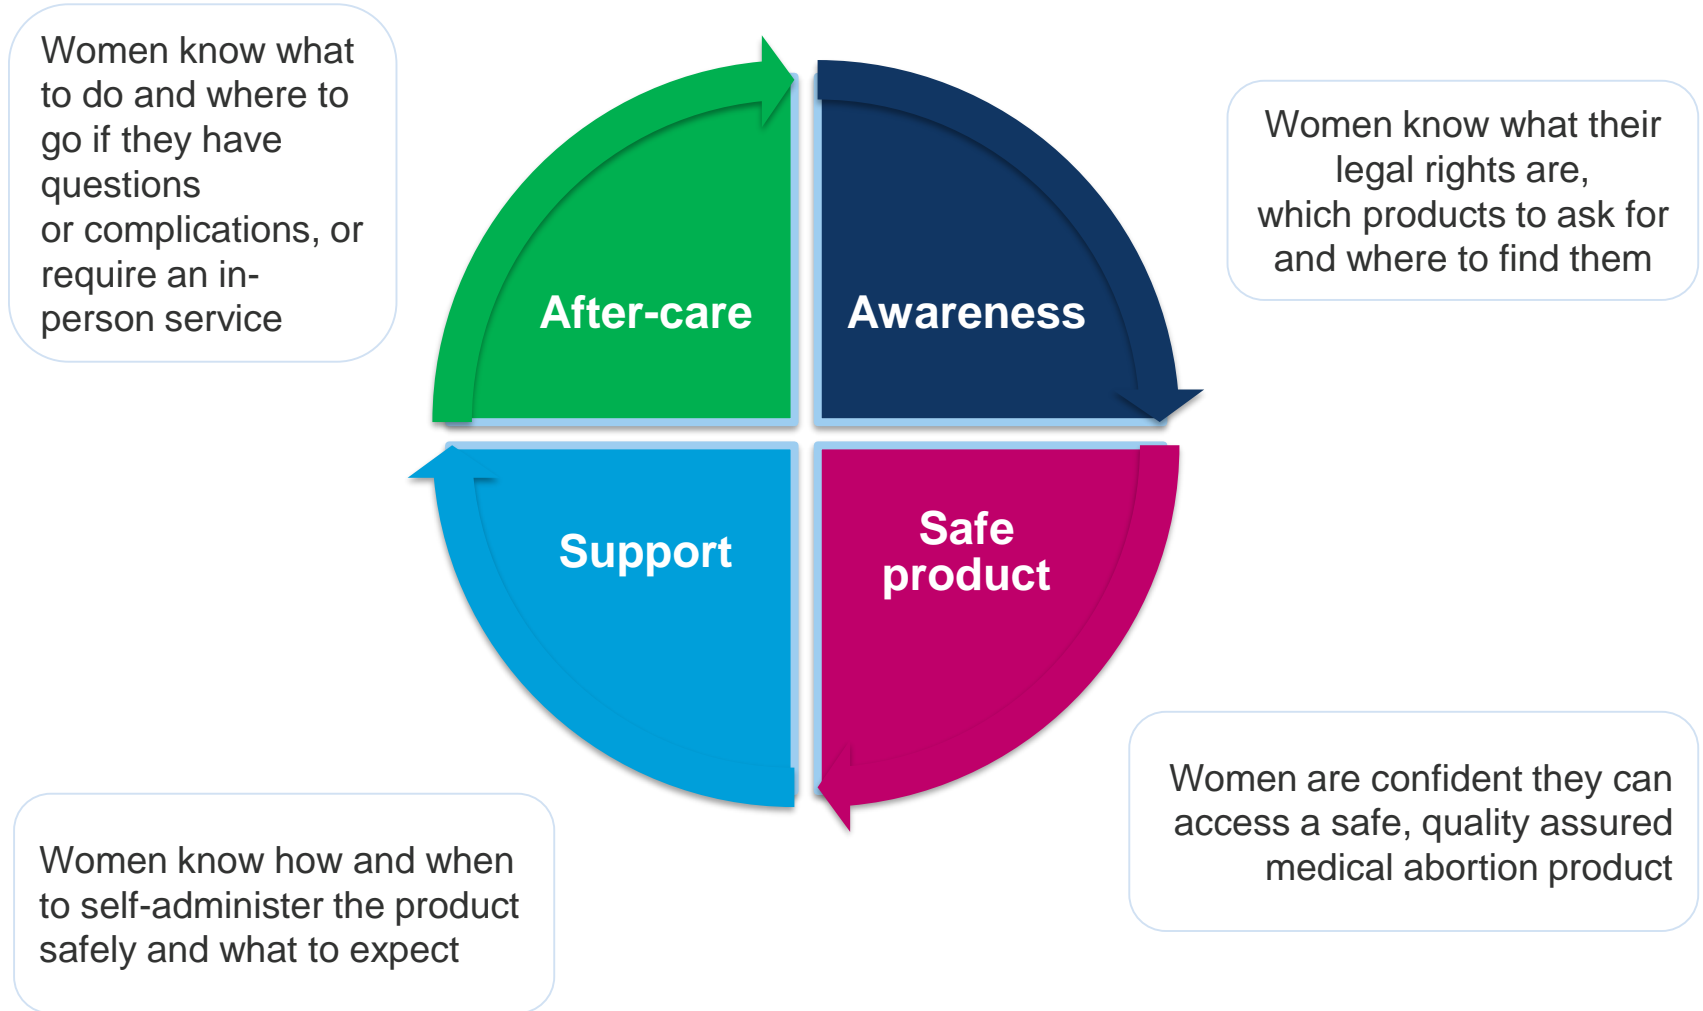 Women know what
to do and where to
go if they have
questions
or complications, or
require an in-
person service
After-care
Awareness
Women know what their
legal rights are,
which products to ask for
and where to find them
Support
Safe
product
Women know how and when
to self-administer the product
safely and what to expect
Women are confident they can
access a safe, quality assured
medical abortion product